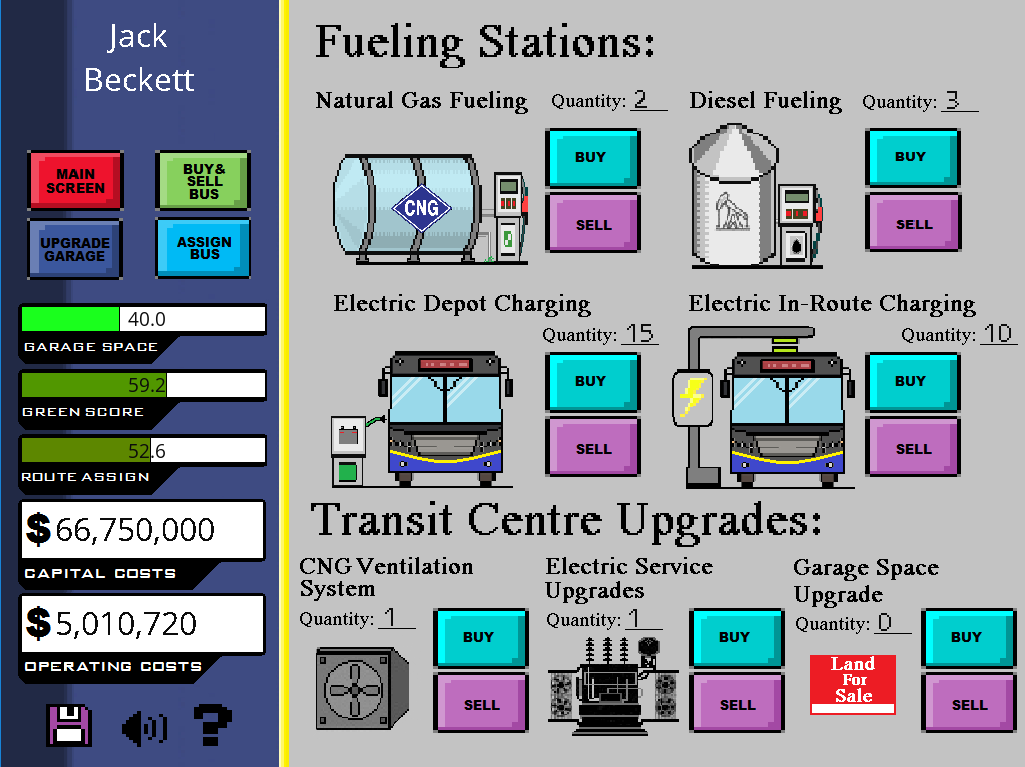 Jack
Beckett
MAIN
SCREEN
BUY&
SELL
BUS
UPGRADE
GARAGE
ASSIGN
BUS
40.0
GARAGE SPACE
59.2
GREEN SCORE
52.6
ROUTE ASSIGN
$ 66,750,000
CAPITAL COSTS
$ 5,010,720
OPERATING COSTS
?
Fueling Stations:
Natural Gas Fueling
Quantity: 2
CNG
BUY
SELL
Diesel Fueling
Quantity: 3
BUY
SELL
Electric Depot Charging
Quantity: 15
BUY
SELL
Electric In-Route Charging
Quantity: 10
BUY
SELL
Transit Centre Upgrades:
CNG Ventilation
System
Quantity: 1
BUY
SELL
Electric Service
Upgrades
Quantity: 1
BUY
SELL
Garage Space
Upgrade
Quantity: 0
Land
For
Sale
BUY
SELL